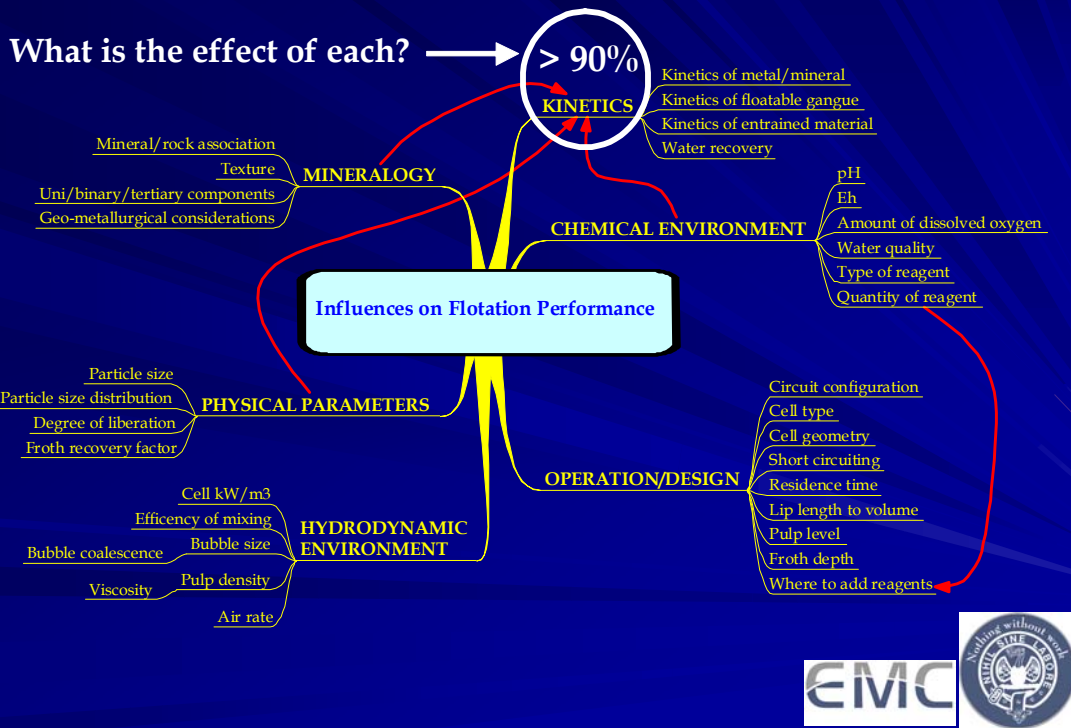 What is the effect of each?
> 90%
KINETICS
Kinetics of metal/mineral
Kinetics of floatable gangue
Kinetics of entrained material
Water recovery
Mineral/rock association
Texture
Uni/binary/tertiary components
Geo-metallurgical considerations
MINERALOGY
CHEMICAL ENVIRONMENT
pH
Eh
Amount of dissolved oxygen
Water quality
Type of reagent
Quantity of reagent
Influences on Flotation Performance
Particle size
Particle size distribution
Degree of liberation
Froth recovery factor
PHYSICAL PARAMETERS
OPERATION/DESIGN
Circuit configuration
Cell type
Cell geometry
Short circuiting
Residence time
Lip length to volume
Pulp level
Froth depth
Where to add reagents
Cell kW/m3
Efficency of mixing
Bubble size
Bubble coalescence
Pulp density
Viscosity
Air rate
HYDRODYNAMIC
ENVIRONMENT
EMC
Nothing without work
NIHIL SINE LABORE